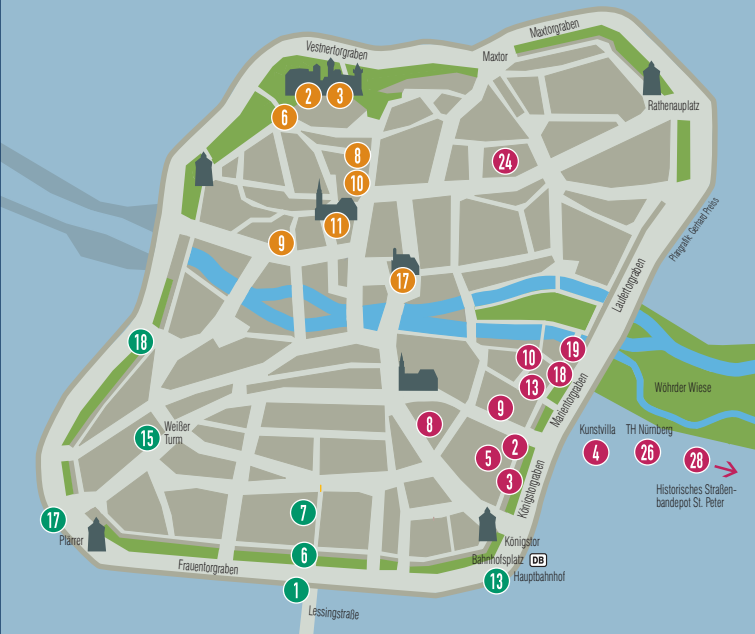 Maxtorgraben
Vestnertorgraben
Maxtor
2
3
Rathenauplatz
6
8
24
10
11
Plangrafik: Gerhard Preiss
9
17
Laufertorgraben
18
19
10
18
13
Wöhrder Wiese
Marientorgraben
9
8
Weißer
Turm
15
Kunstvilla
TH Nürnberg
2
5
4
26
28
3
Königstorgraben
Historisches Straßen-
bandepot St. Peter
7
17
Plärrer
Königstor
6
Bahnhofsplatz
DB
Frauentorgraben
13
Hauptbahnhof
1
Lessingstraße